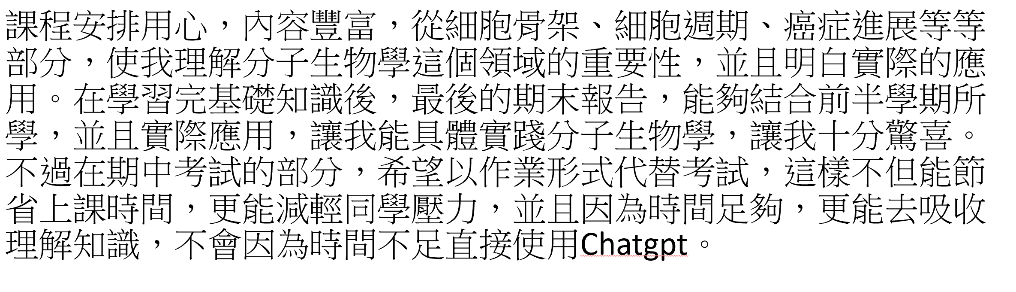 課程安排用心，內容豐富，從細胞骨架、細胞週期、癌症進展等等
部分，使我理解分子生物學這個領域的重要性，並且明白實際的應
用。在學習完基礎知識後，最後的期末報告，能夠結合前半學期所
學，並且實際應用，讓我能具體實踐分子生物學，讓我十分驚喜。
不過在期中考試的部分，希望以作業形式代替考試，這樣不但能節
省上課時間，更能減輕同學壓力，並且因為時間足夠，更能去吸收
理解知識，不會因為時間不足直接使用Chatgpt。